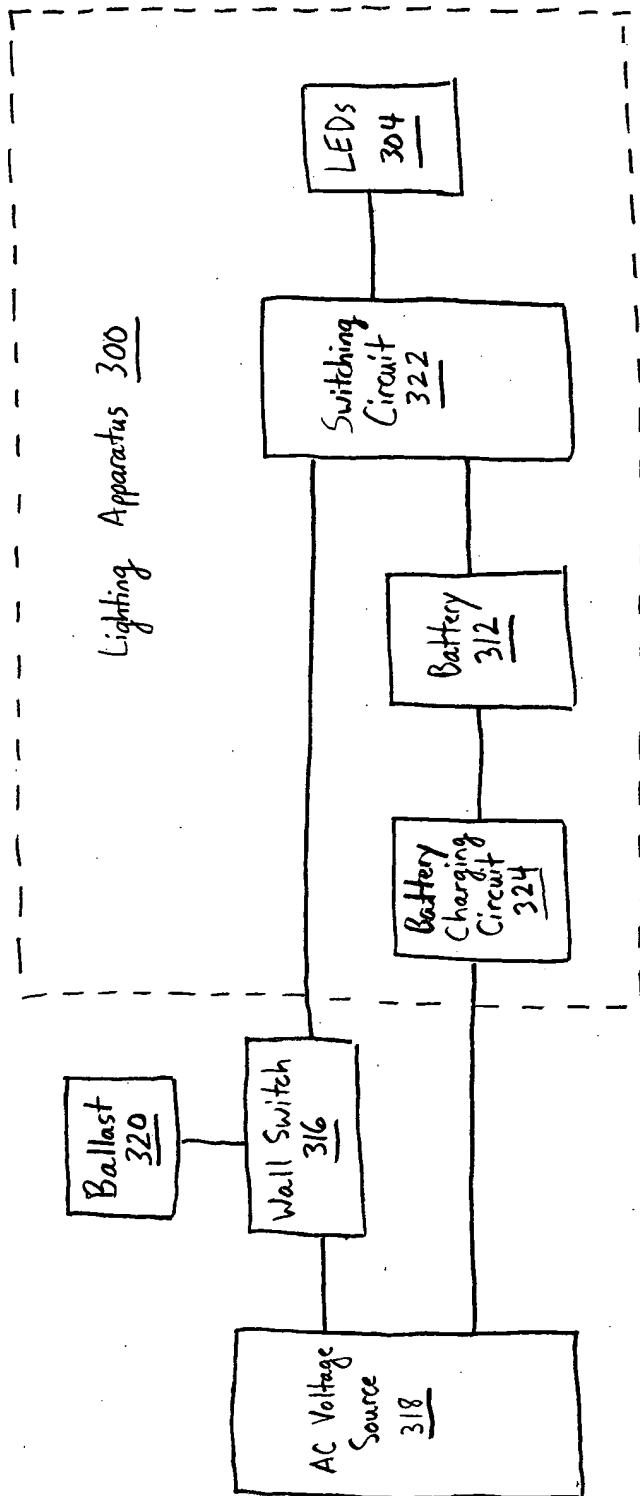 Lighting Apparatus 300
Ballast
320
AC Voltage
Source
318
Wall Switch
316
Battery
Charging
Circuit
324
Battery
312
Switching
Circuit
322
LEDs
304